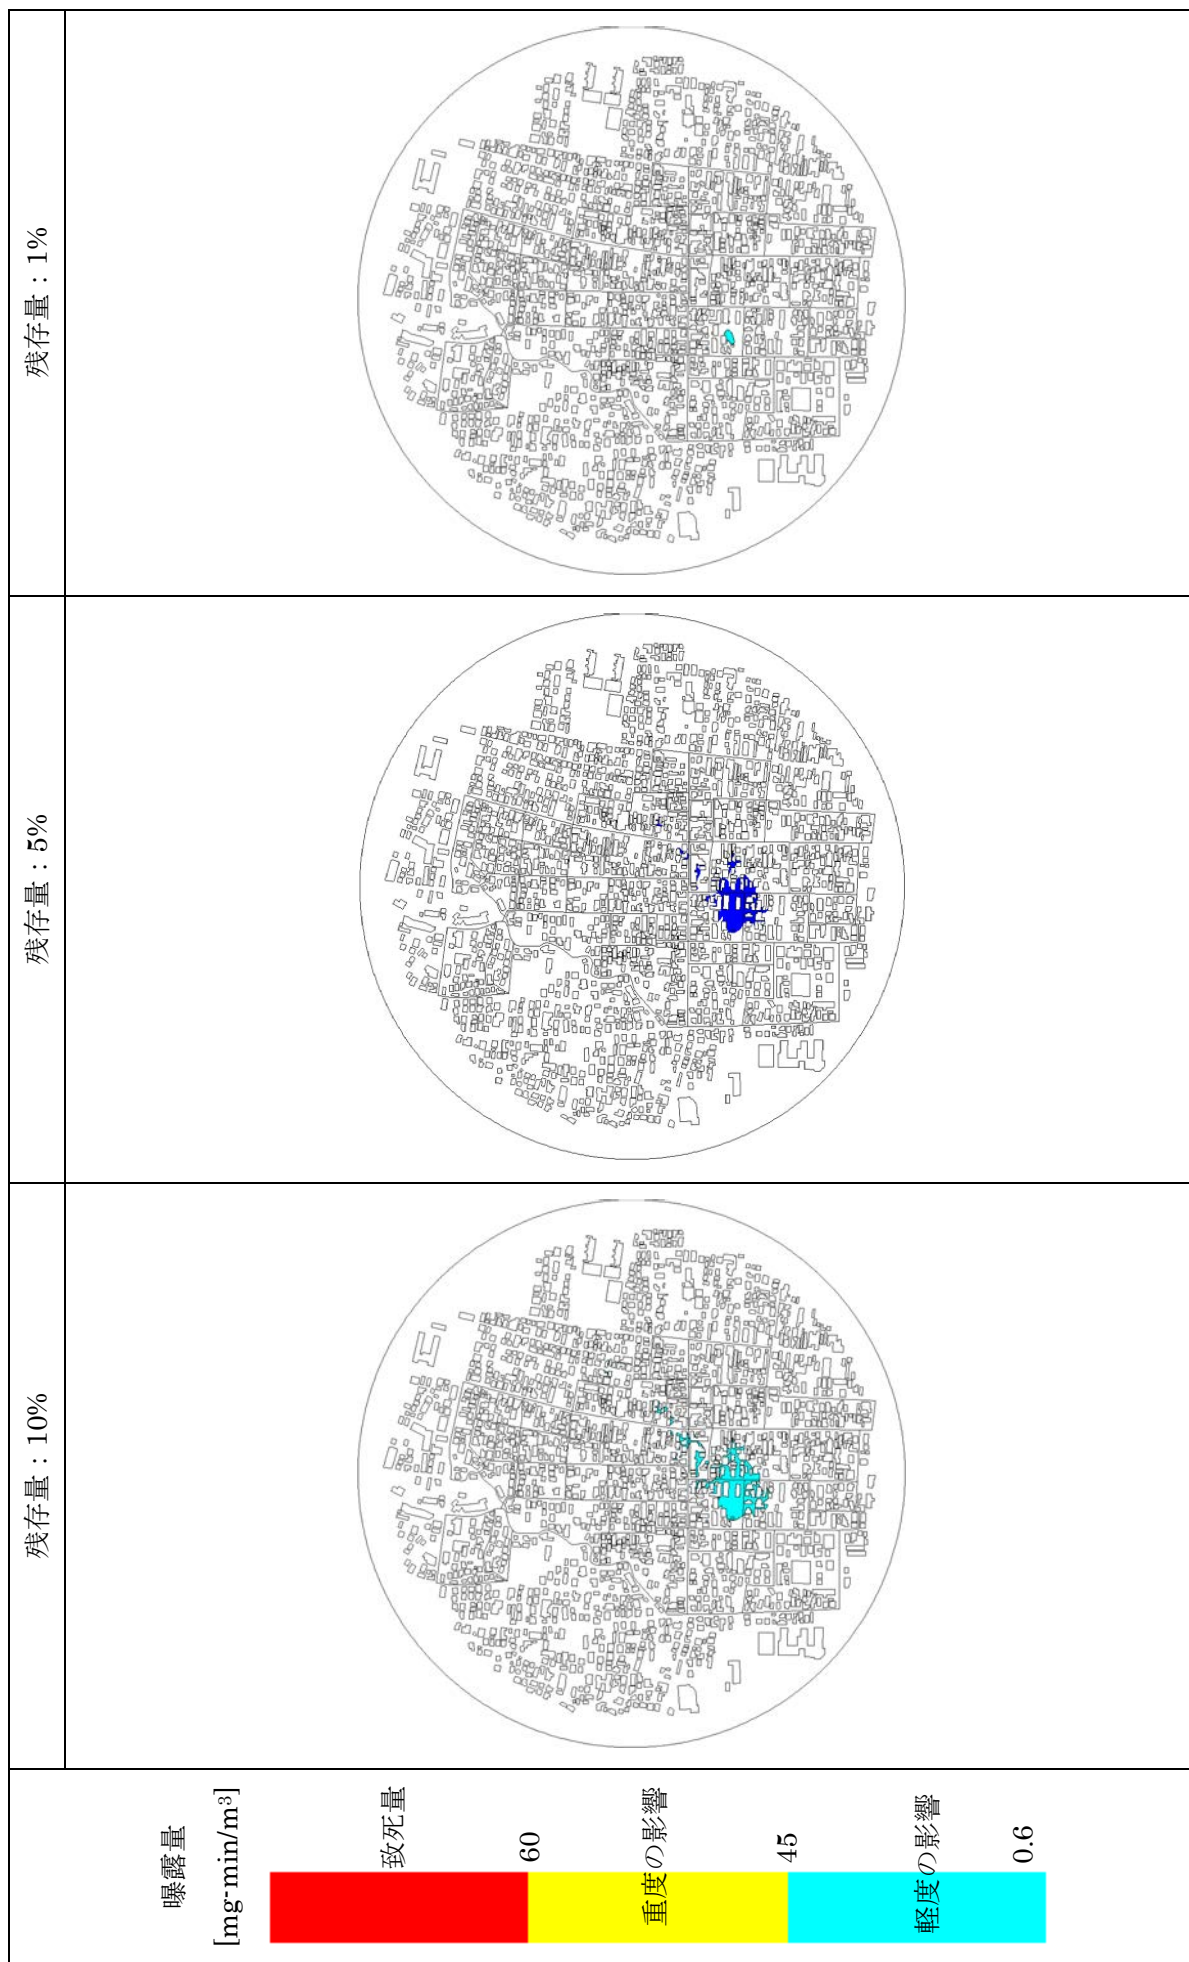 残存量：1%
残存量：5%
残存量：10%
曝露量
[mg-min/m³]
致死量
60
重度の影響
45
軽度の影響
0.6